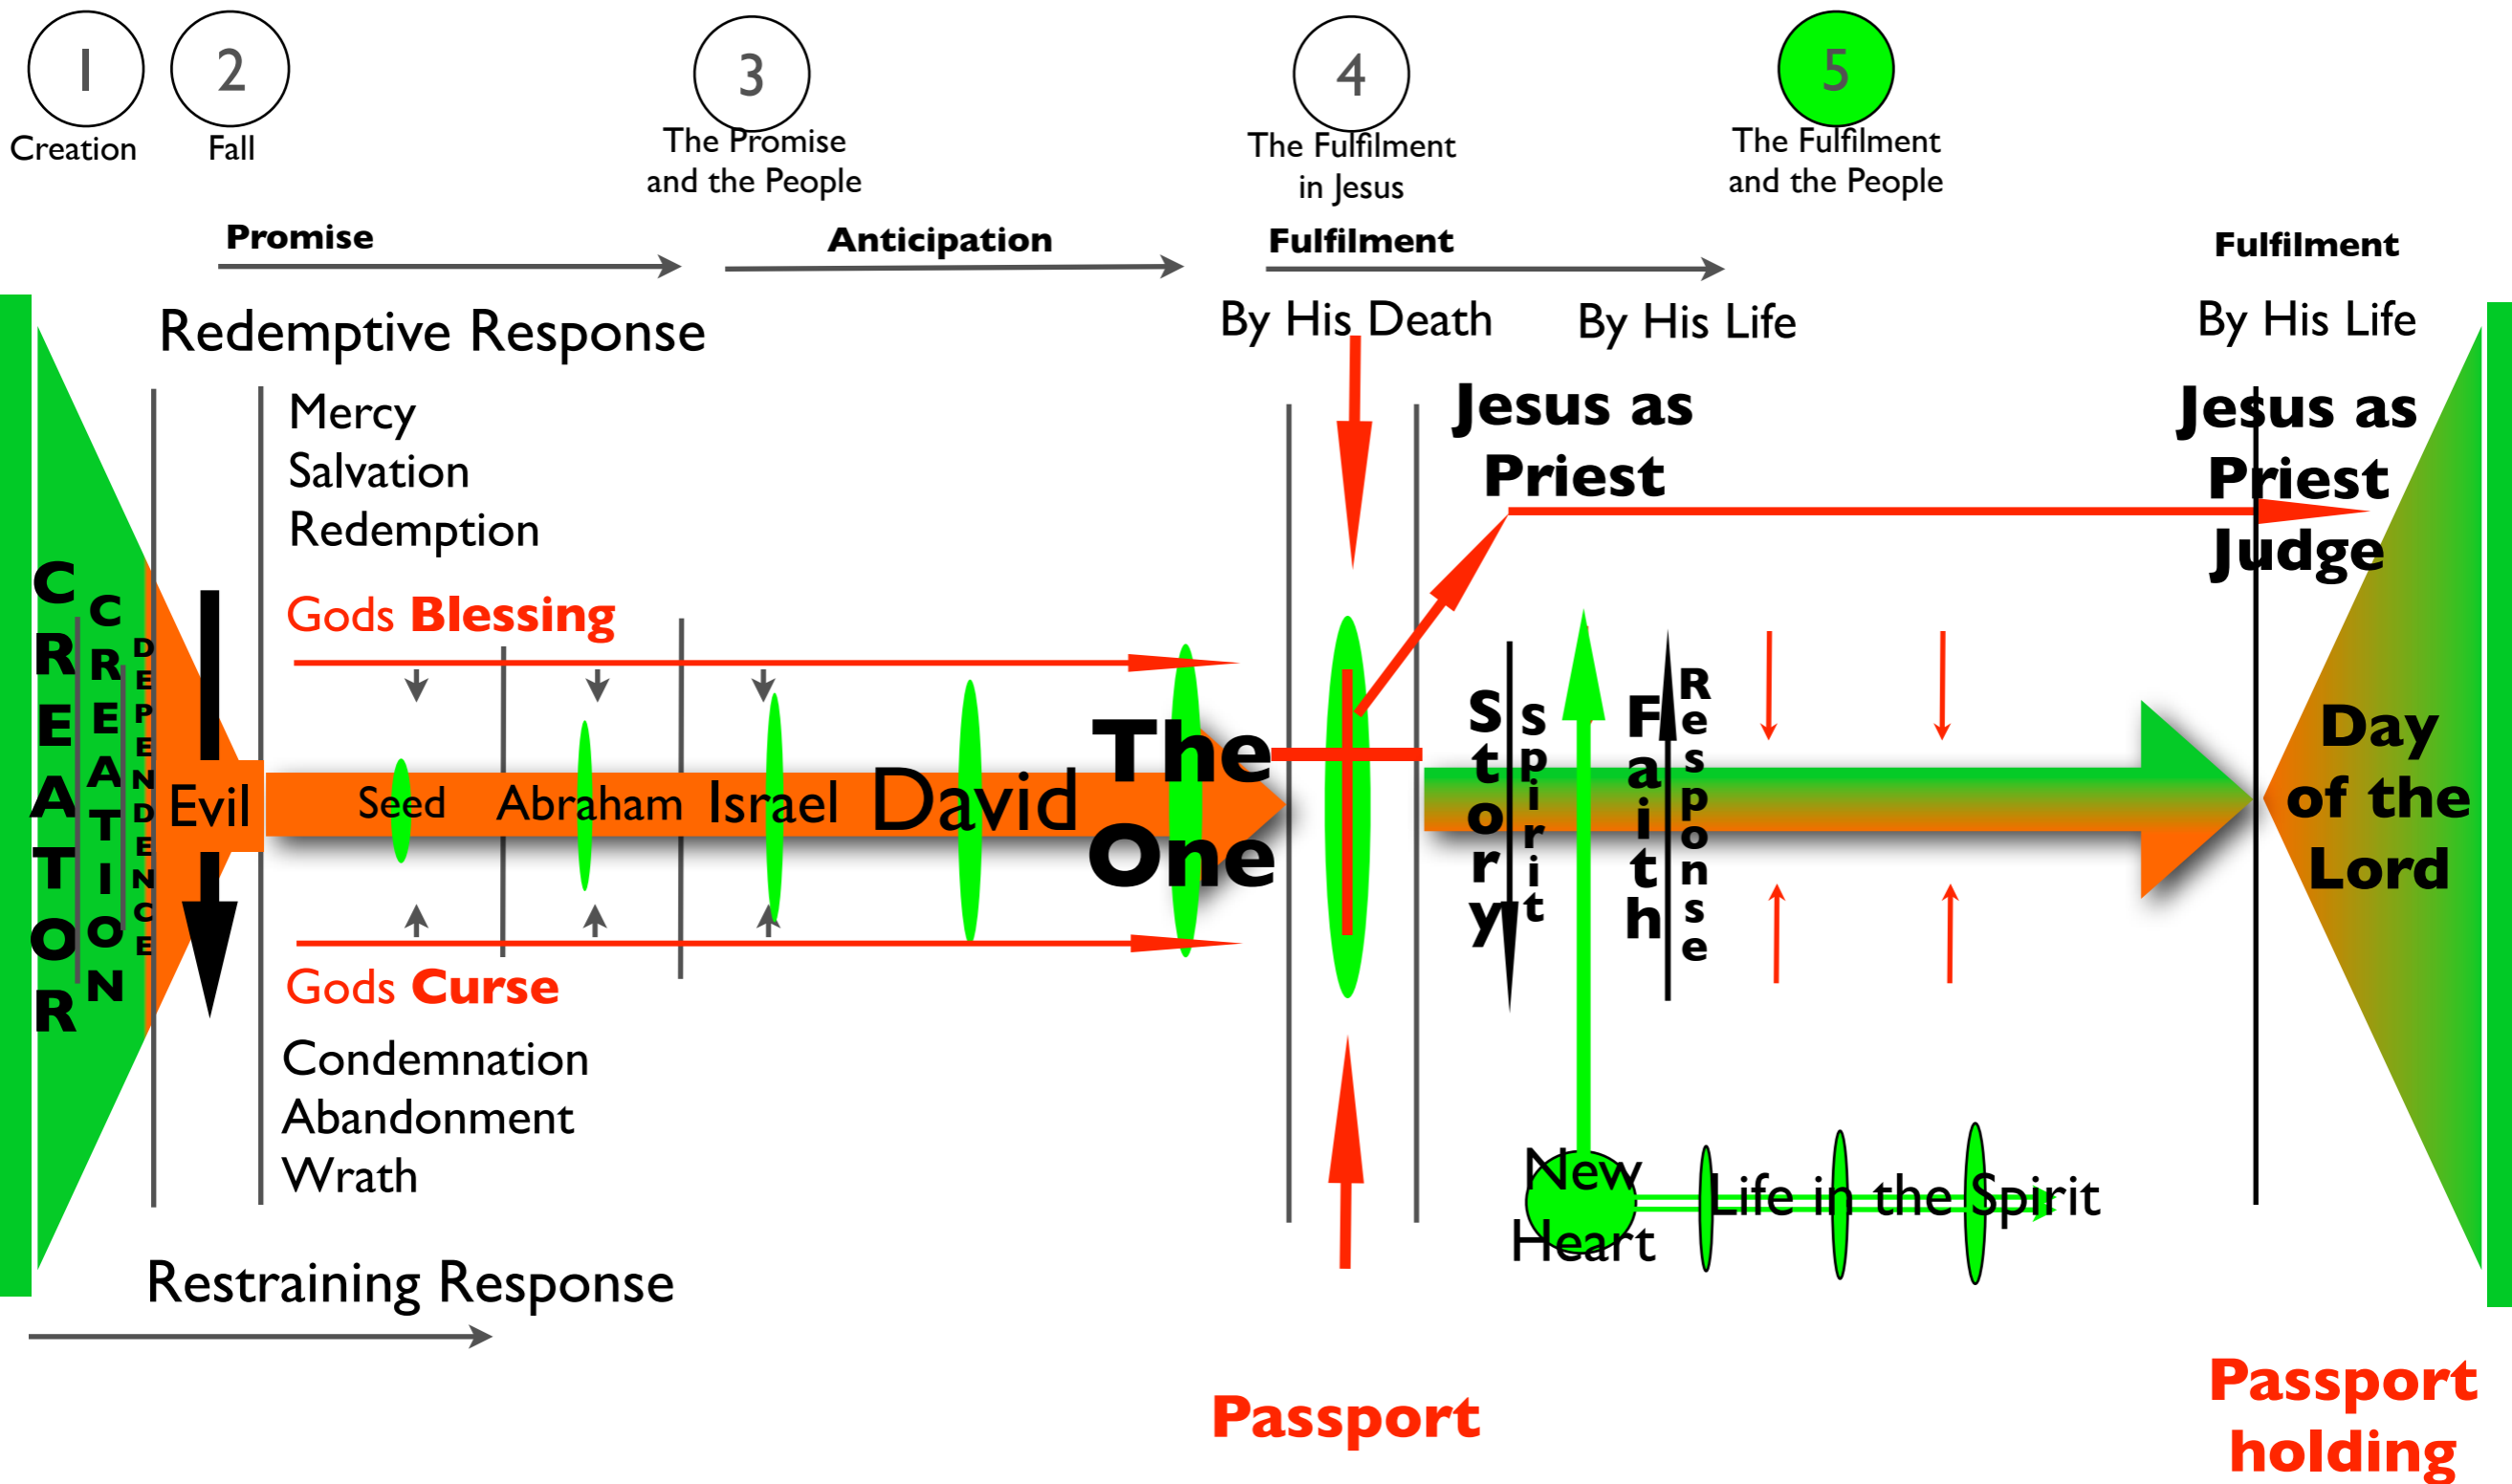 1
2
3
4
5
Creation
Fall
The Promise
and the People
The Fulfilment
in Jesus
The Fulfilment
and the People
Promise
Anticipation
Fulfilment
Fulfilment
Redemptive Response
By His Death
By His Life
By His Life
Mercy
Salvation
Redemption
Jesus as
Priest
Jesus as
Priest
Judge
Gods Blessing
CREATOR
CREATION
DEPENDENCE
Evil
Seed
Abraham
Israel
David
The
One
Story
Spirit
Faith
Response
Day
of the
Lord
Gods Curse
Condemnation
Abandonment
Wrath
New
Heart
Life in the Spirit
Restraining Response
Passport
Passport
holding